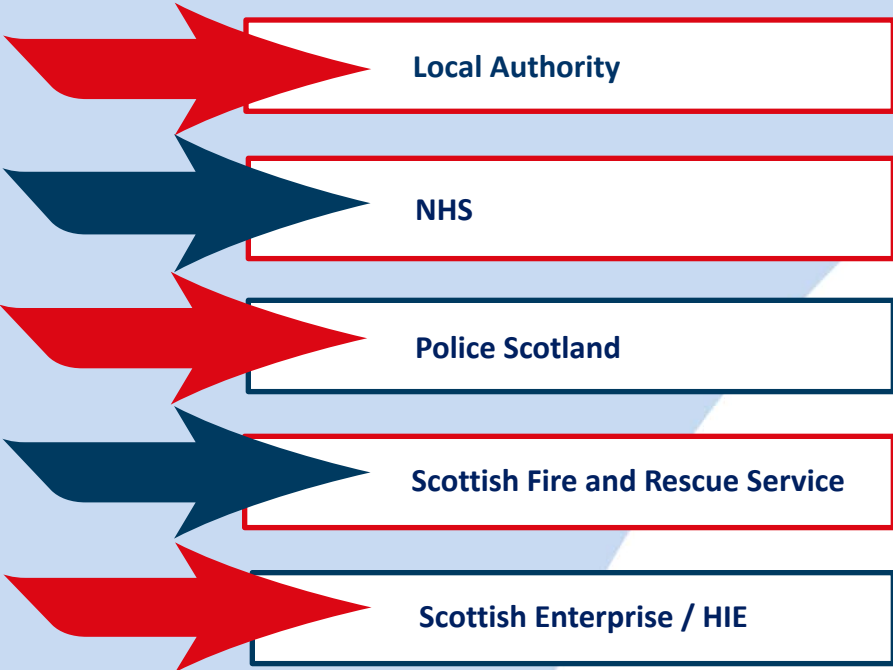 Local Authority
NHS
Police Scotland
Scottish Fire and Rescue Service
Scottish Enterprise / HIE